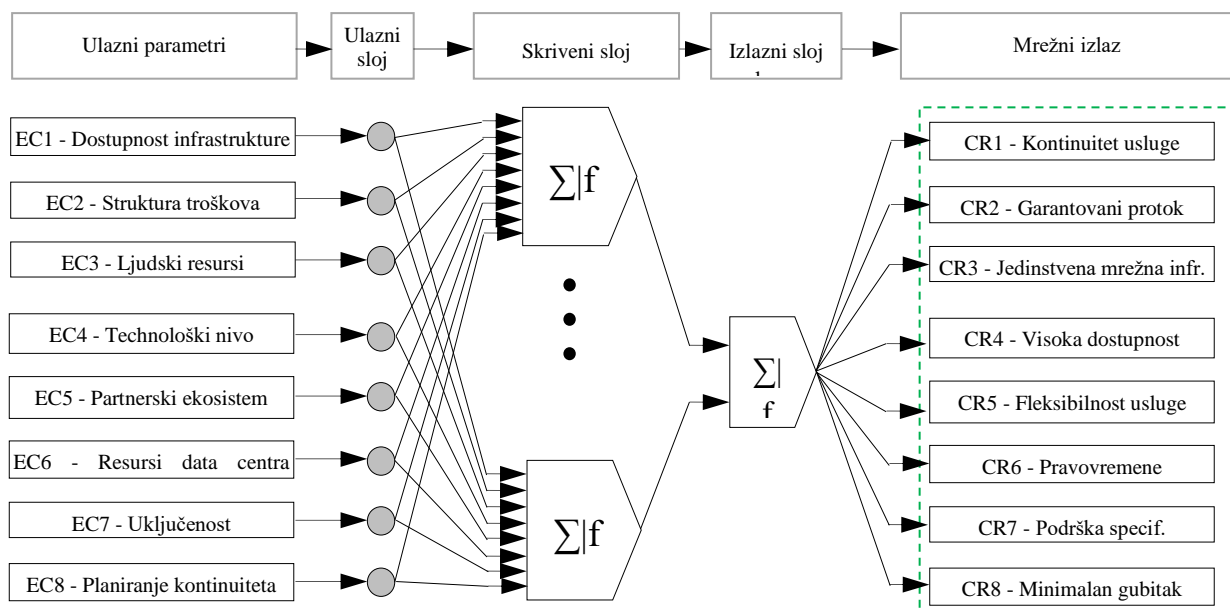 Ulazni parametri
Ulazni
sloj
Skriveni sloj
Izlazni sloj
Mrežni izlaz
EC1 - Dostupnost infrastrukture
EC2 - Struktura troškova
EC3 - Ljudski resursi
EC4 - Technološki nivo
EC5 - Partnerski ekosistem
EC6 - Resursi data centra
EC7 - Uključenost
EC8 - Planiranje kontinuiteta
∑|f
∑|f
∑|
f
CR1 - Kontinuitet usluge
CR2 - Garantovani protok
CR3 - Jedinstvena mrežna infr.
CR4 - Visoka dostupnost
CR5 - Fleksibilnost usluge
CR6 - Pravovremene
CR7 - Podrška specif.
CR8 - Minimalan gubitak